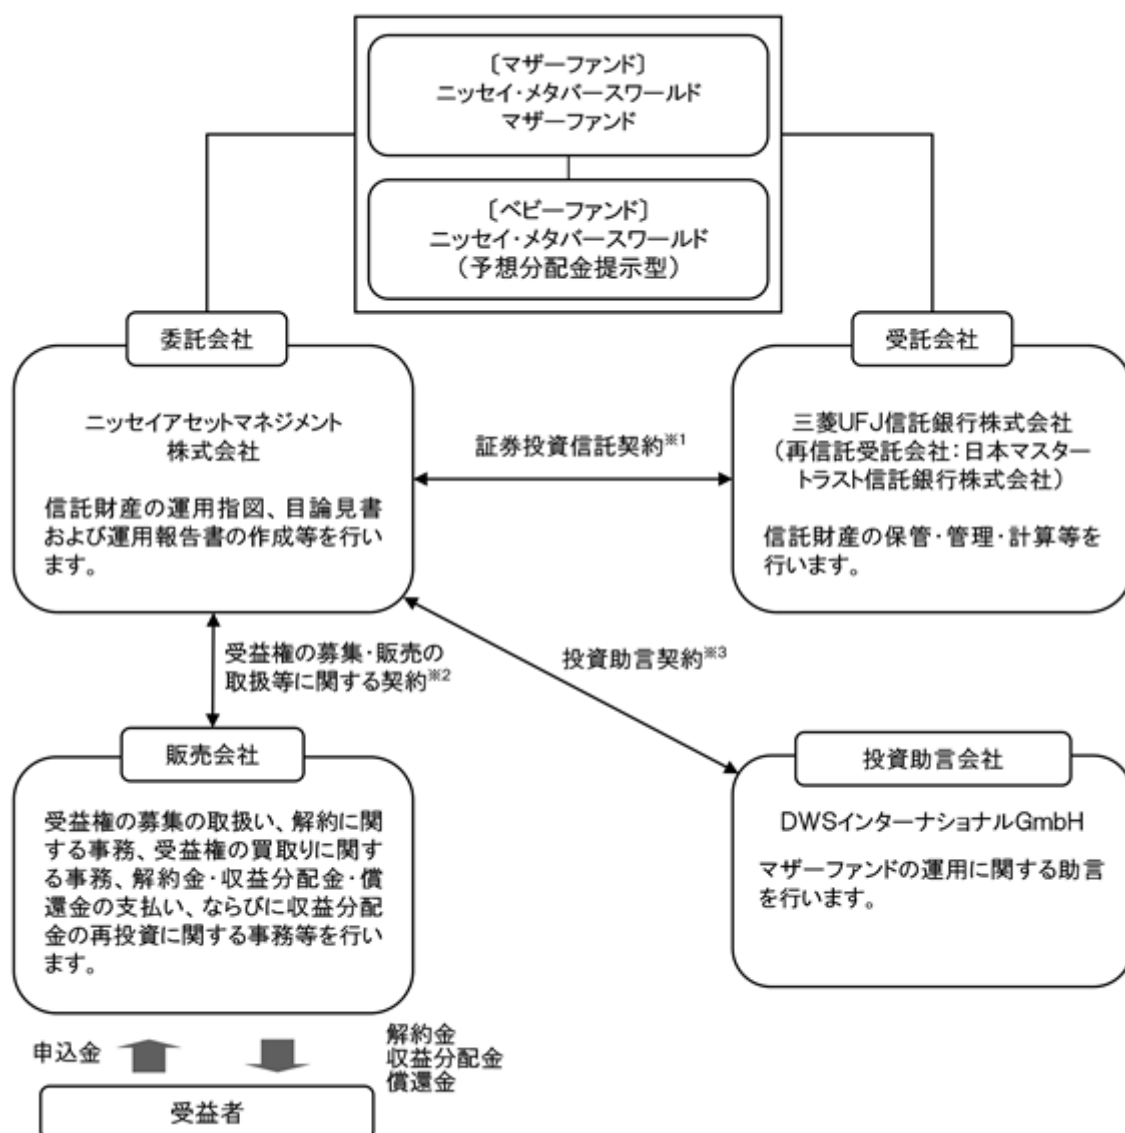 〔マザーファンド〕
ニッセイ・メタバースワールド
マザーファンド
〔ベビーファンド〕
ニッセイ・メタバースワールド
(予想分配金提示型)
委託会社
ニッセイアセットマネジメント
株式会社
信託財産の運用指図、目論見書
および運用報告書の作成等を行い
ます。
証券投資信託契約※1
受託会社
三菱UFJ信託銀行株式会社
(再信託受託会社:日本マスター
トラスト信託銀行株式会社)
信託財産の保管・管理・計算等を
行います。
受益権の募集・販売の
取扱等に関する契約※2
投資助言契約※3
販売会社
受益権の募集の取扱い、解約に関
する事務、受益権の買取りに関す
る事務、解約金・収益分配金・償
還金の支払い、ならびに収益分配
金の再投資に関する事務等を行い
ます。
投資助言会社
DWSインターナショナルGmbH
マザーファンドの運用に関する助言
を行います。
申込金
解約金
収益分配金
償還金
受益者